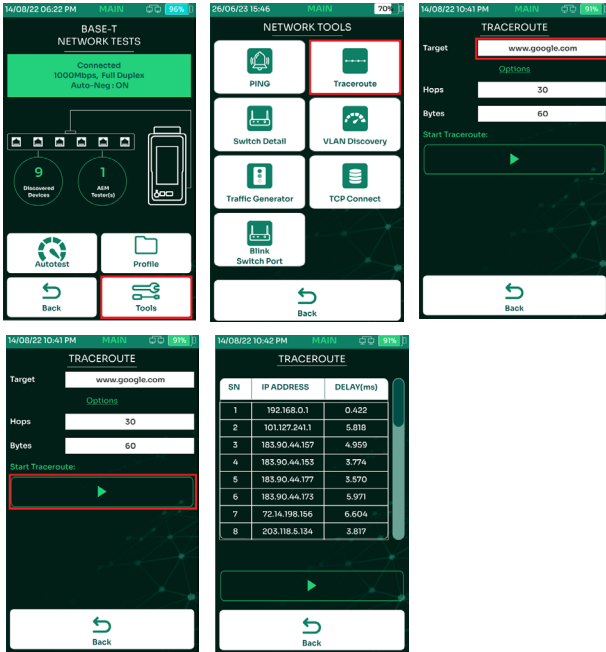 14/08/22 06:22 PM MAIN 96%
BASE-T
NETWORK TESTS
Connected
1000Mbps, Full Duplex
Auto-Neg : ON
9
Discovered
Devices
1
AEM
Tester(s)
Autotest
Profile
Back
Tools
26/06/23 15:46 MAIN 70%
NETWORK TOOLS
PING
Traceroute
Switch Detail
VLAN Discovery
Traffic Generator
TCP Connect
Blink
Switch Port
Back
14/08/22 10:41 PM MAIN 91%
TRACEROUTE
Target www.google.com
Options
Hops 30
Bytes 60
Start Traceroute:
Back
14/08/22 10:41 PM MAIN 91%
TRACEROUTE
Target www.google.com
Options
Hops 30
Bytes 60
Start Traceroute:
Back
14/08/22 10:42 PM MAIN 91%
TRACEROUTE
SN IP ADDRESS DELAY(ms)
1 192.168.0.1 0.422
2 101.127.241.1 5.818
3 183.90.44.157 4.959
4 183.90.44.153 3.774
5 183.90.44.177 3.570
6 183.90.44.173 5.971
7 72.14.198.156 6.604
8 203.118.5.134 3.817
Back